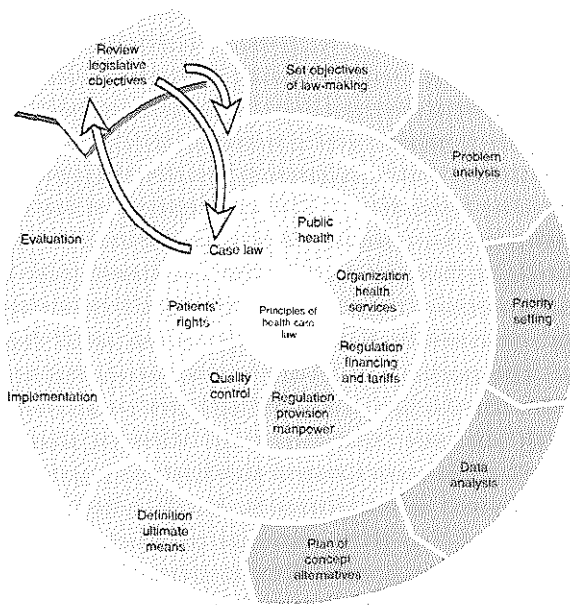 Review
legislative
objectives
Set objectives
of law-making
Problem
analysis
Priority
setting
Data
analysis
Plan of
concept
alternatives
Definition
ultimate
means
Implementation
Evaluation
Case law
Public
health
Organization
health
services
Regulation
financing
and tariffs
Regulation
provision
manpower
Quality
control
Patients'
rights
Principles of
health case
law